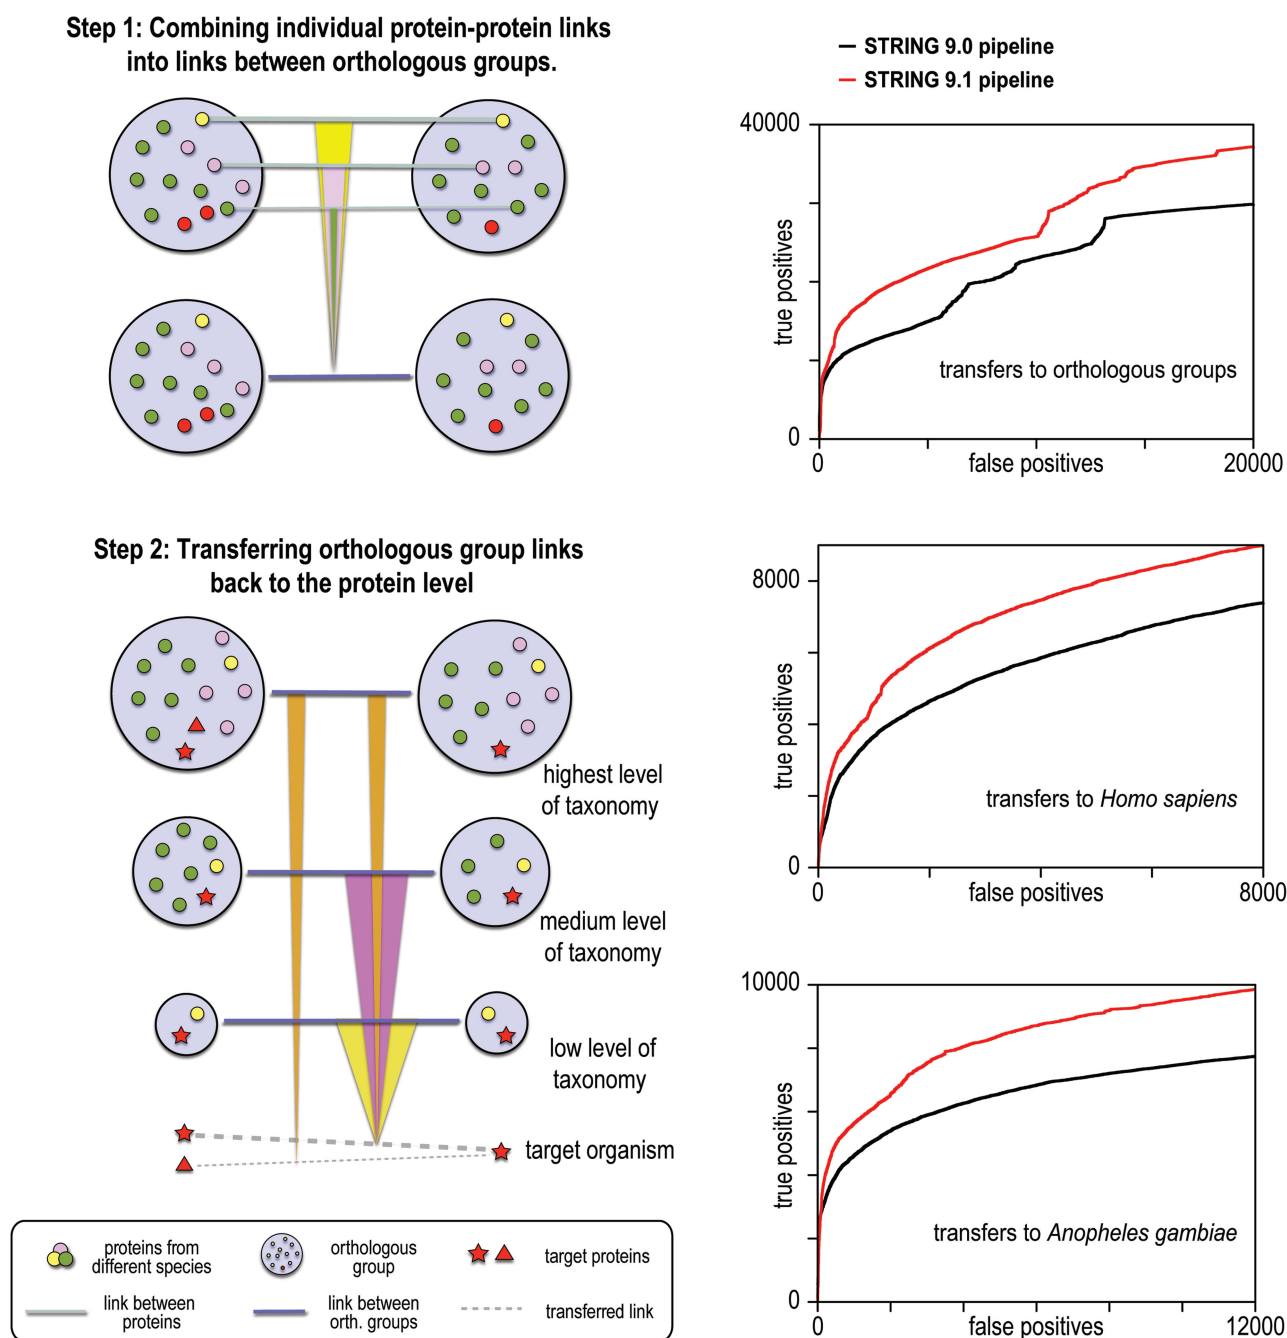 Step 1: Combining individual protein-protein links
into links between orthologous groups.
STRING 9.0 pipeline
STRING 9.1 pipeline
40000
true positives
transfers to orthologous groups
0
0
false positives
20000
Step 2: Transferring orthologous group links
back to the protein level
highest level
of taxonomy
medium level
of taxonomy
low level of
taxonomy
target organism
8000
true positives
transfers to Homo sapiens
0
0
false positives
8000
10000
true positives
transfers to Anopheles gambiae
0
0
false positives
12000
proteins from
different species
orthologous
group
target proteins
link between
proteins
link between
orth. groups
transferred link